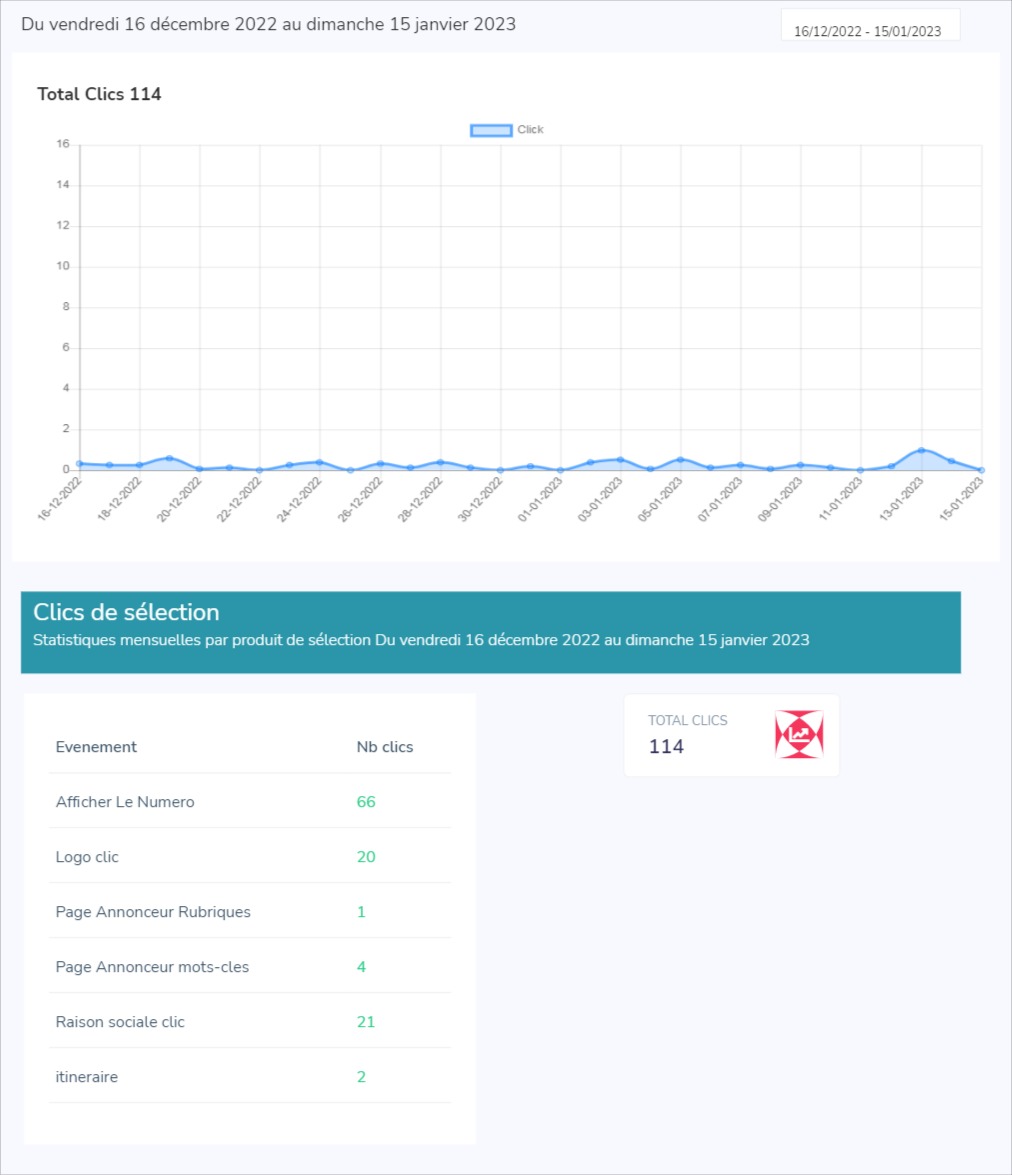 Du vendredi 16 décembre 2022 au dimanche 15 janvier 2023
16/12/2022 - 15/01/2023
Total Clics 114
Click
16
14
12
10
8
6
4
2
0
16-12-2022
18-12-2022
20-12-2022
22-12-2022
24-12-2022
26-12-2022
28-12-2022
30-12-2022
01-01-2023
03-01-2023
05-01-2023
07-01-2023
09-01-2023
11-01-2023
13-01-2023
15-01-2023
Clics de sélection
Statistiques mensuelles par produit de sélection Du vendredi 16 décembre 2022 au dimanche 15 janvier 2023
TOTAL CLICS
114
Evenement Nb clics
Afficher Le Numero 66
Logo clic 20
Page Annonceur Rubriques 1
Page Annonceur mots-cles 4
Raison sociale clic 21
itineraire 2